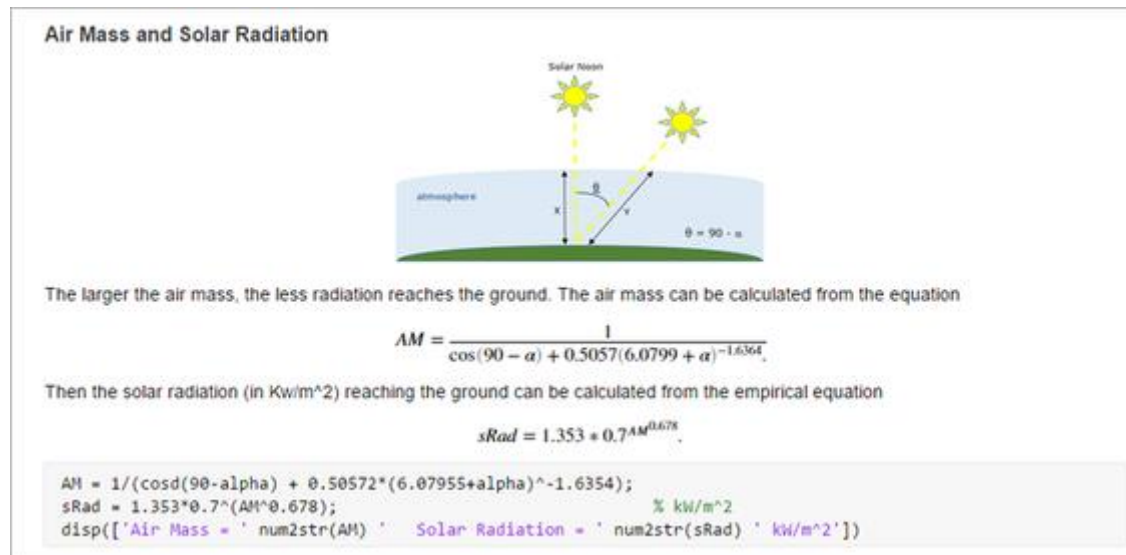 Air Mass and Solar Radiation
Solar Noon
atmosphere
θ
X
Y
θ = 90 - α
The larger the air mass, the less radiation reaches the ground. The air mass can be calculated from the equation
AM = 1 / cos(90 − α) + 0.5057(6.0799 + α)^−1.6364.
Then the solar radiation (in Kw/m^2) reaching the ground can be calculated from the empirical equation
sRad = 1.353 * 0.7^AM^0.678.
AM = 1/(cosd(90-alpha) + 0.50572*(6.07955+alpha)^-1.6354);
sRad = 1.353*0.7^(AM^0.678); % kW/m^2
disp(['Air Mass = ' num2str(AM) '   Solar Radiation = ' num2str(sRad) ' kW/m^2'])